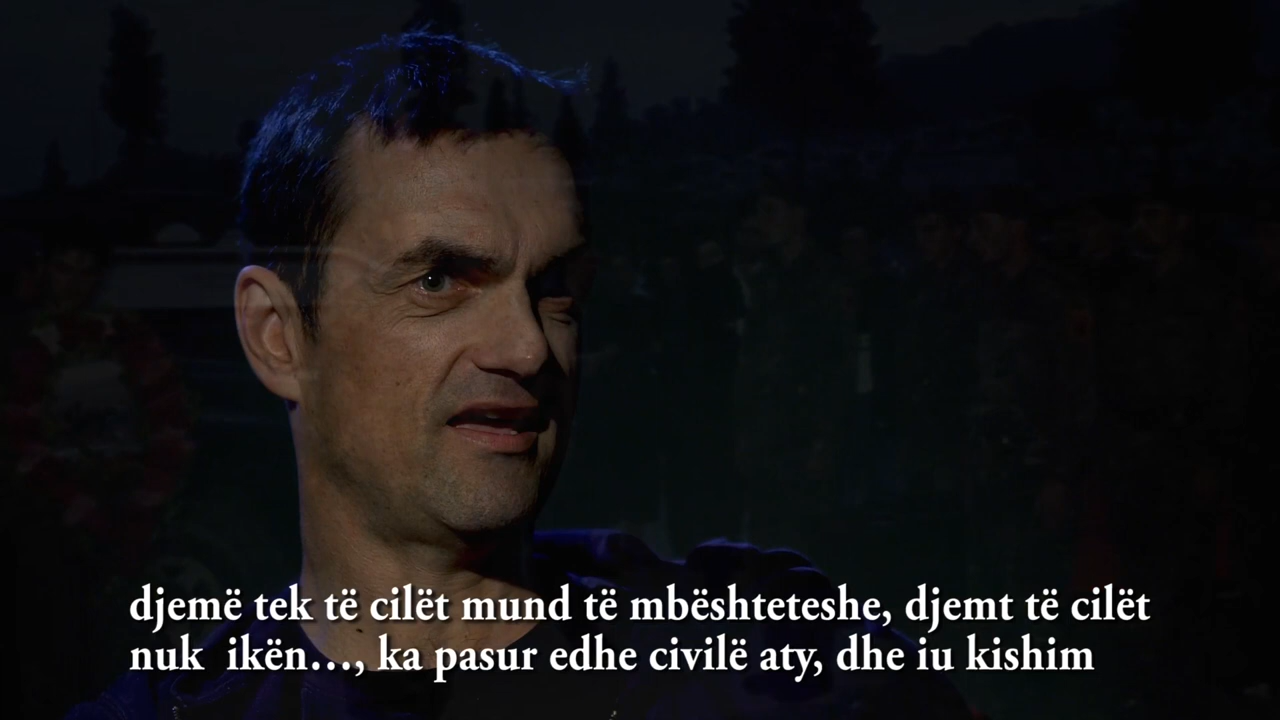 djemë tek të cilët mund të mbështeteshe, djemt të cilët
nuk  ikën..., ka pasur edhe civilë aty, dhe iu kishim